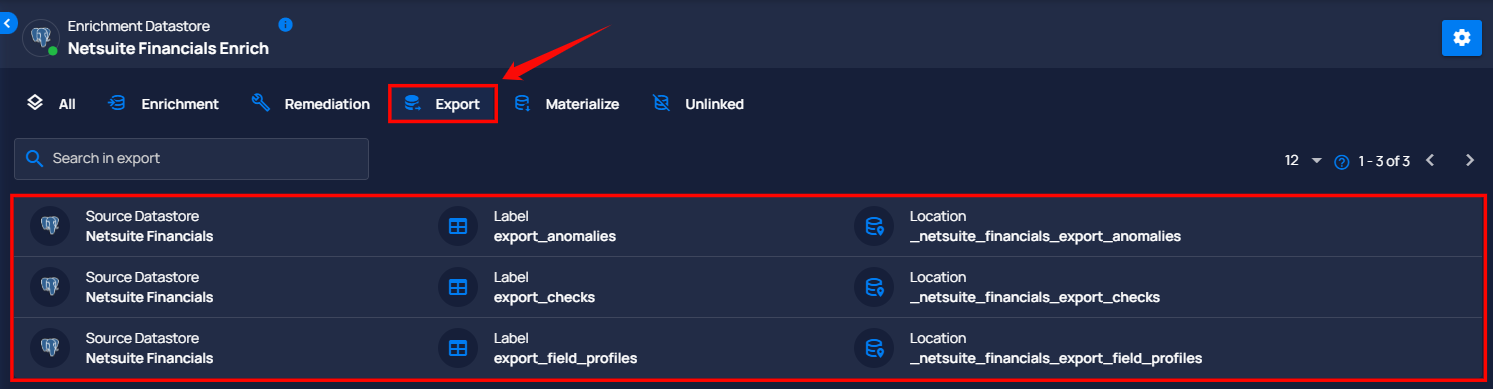 Enrichment Datastore
Netsuite Financials Enrich
All Enrichment Remediation Export Materialize Unlinked
Search in export
12 1 - 3 of 3
Source Datastore Label Location
Netsuite Financials export_anomalies _netsuite_financials_export_anomalies
Source Datastore Label Location
Netsuite Financials export_checks _netsuite_financials_export_checks
Source Datastore Label Location
Netsuite Financials export_field_profiles _netsuite_financials_export_field_profiles